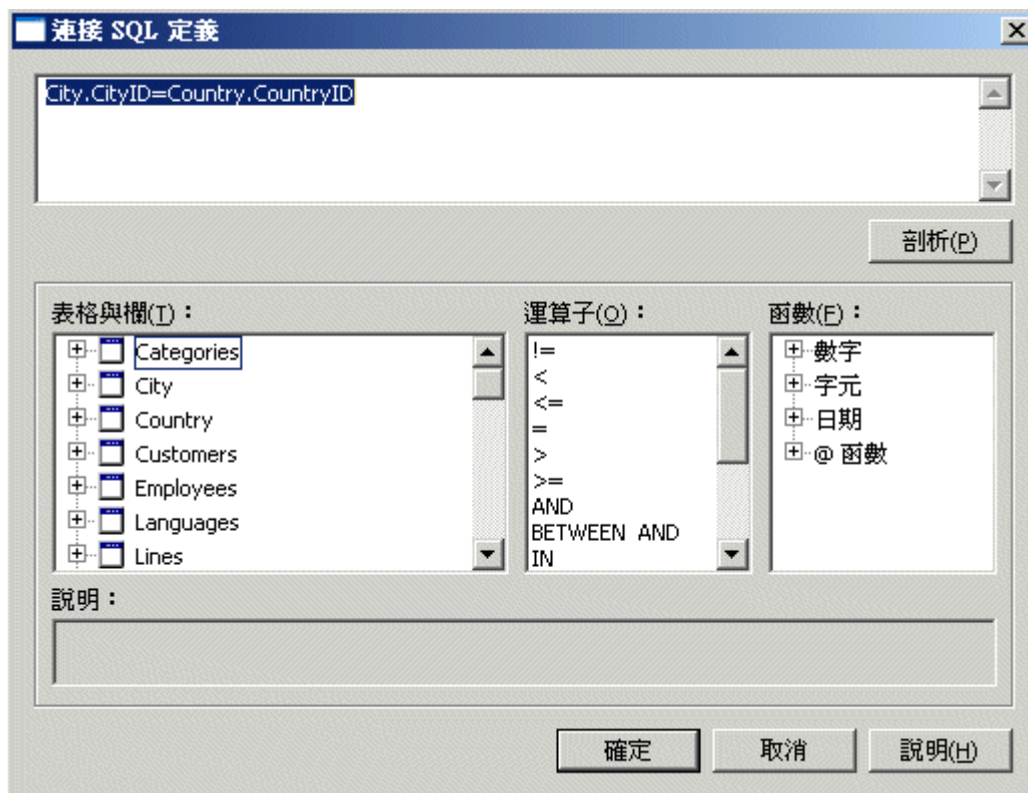 連接 SQL 定義
City.CityID=Country.CountryID
剖析(P)
表格與欄(T)：
Categories
City
Country
Customers
Employees
Languages
Lines
運算子(O)：
!=
<
<=
=
>
>=
AND
BETWEEN AND
IN
函數(F)：
數字
字元
日期
@ 函數
說明：
確定
取消
說明(H)